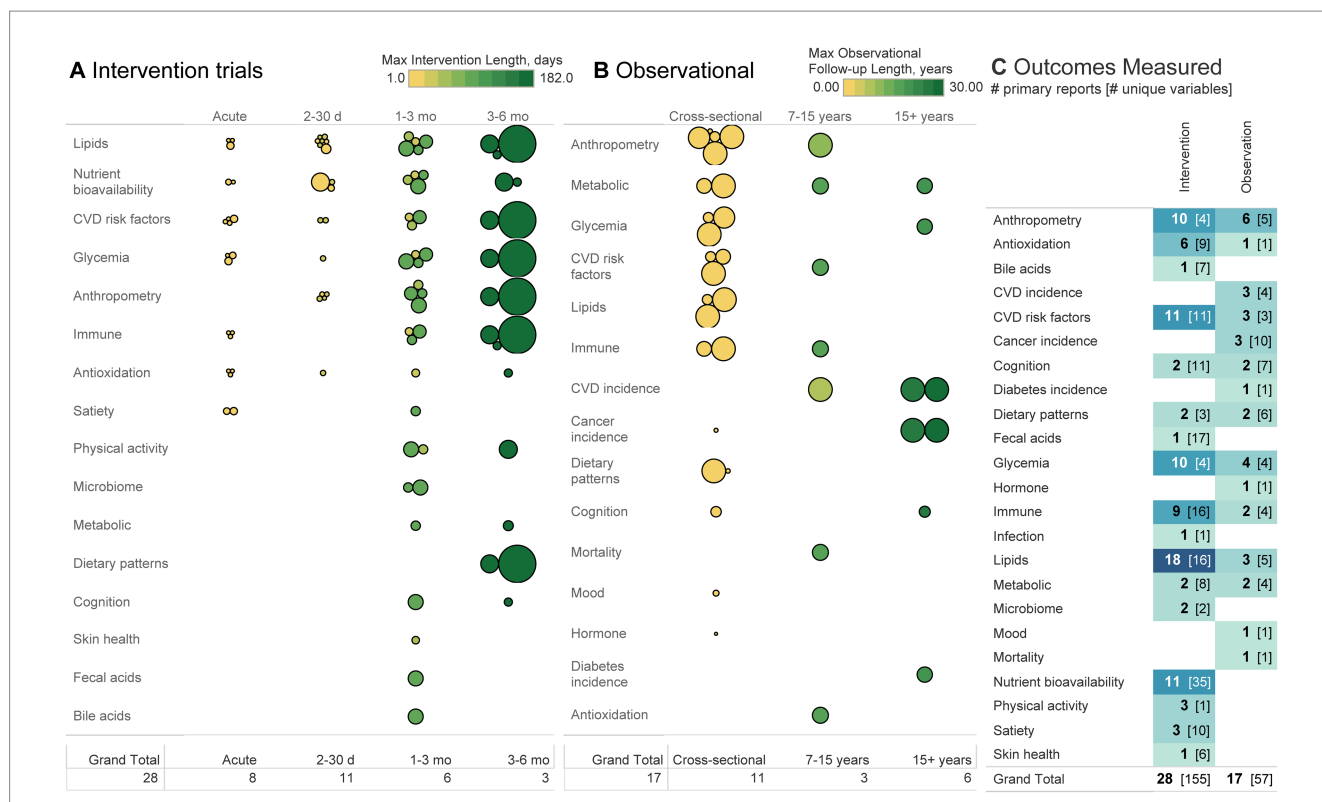 A Intervention trials
Max Intervention Length, days
1.0 182.0
Acute 2-30 d 1-3 mo 3-6 mo
Lipids
Nutrient
bioavailability
CVD risk factors
Glycemia
Anthropometry
Immune
Antioxidation
Satiety
Physical activity
Microbiome
Metabolic
Dietary patterns
Cognition
Skin health
Fecal acids
Bile acids
Grand Total Acute 2-30 d 1-3 mo 3-6 mo
28 8 11 6 3
B Observational
Max Observational
Follow-up Length, years
0.00 30.00
Cross-sectional 7-15 years 15+ years
Anthropometry
Metabolic
Glycemia
CVD risk
factors
Lipids
Immune
CVD incidence
Cancer
incidence
Dietary
patterns
Cognition
Mortality
Mood
Hormone
Diabetes
incidence
Antioxidation
Grand Total Cross-sectional 7-15 years 15+ years
17 11 3 6
C Outcomes Measured
# primary reports [# unique variables]
Intervention Observation
Anthropometry 10 [4] 6 [5]
Antioxidation 6 [9] 1 [1]
Bile acids 1 [7]
CVD incidence 3 [4]
CVD risk factors 11 [11] 3 [3]
Cancer incidence 3 [10]
Cognition 2 [11] 2 [7]
Diabetes incidence 1 [1]
Dietary patterns 2 [3] 2 [6]
Fecal acids 1 [17]
Glycemia 10 [4] 4 [4]
Hormone 1 [1]
Immune 9 [16] 2 [4]
Infection 1 [1]
Lipids 18 [16] 3 [5]
Metabolic 2 [8] 2 [4]
Microbiome 2 [2]
Mood 1 [1]
Mortality 1 [1]
Nutrient bioavailability 11 [35]
Physical activity 3 [1]
Satiety 3 [10]
Skin health 1 [6]
Grand Total 28 [155] 17 [57]